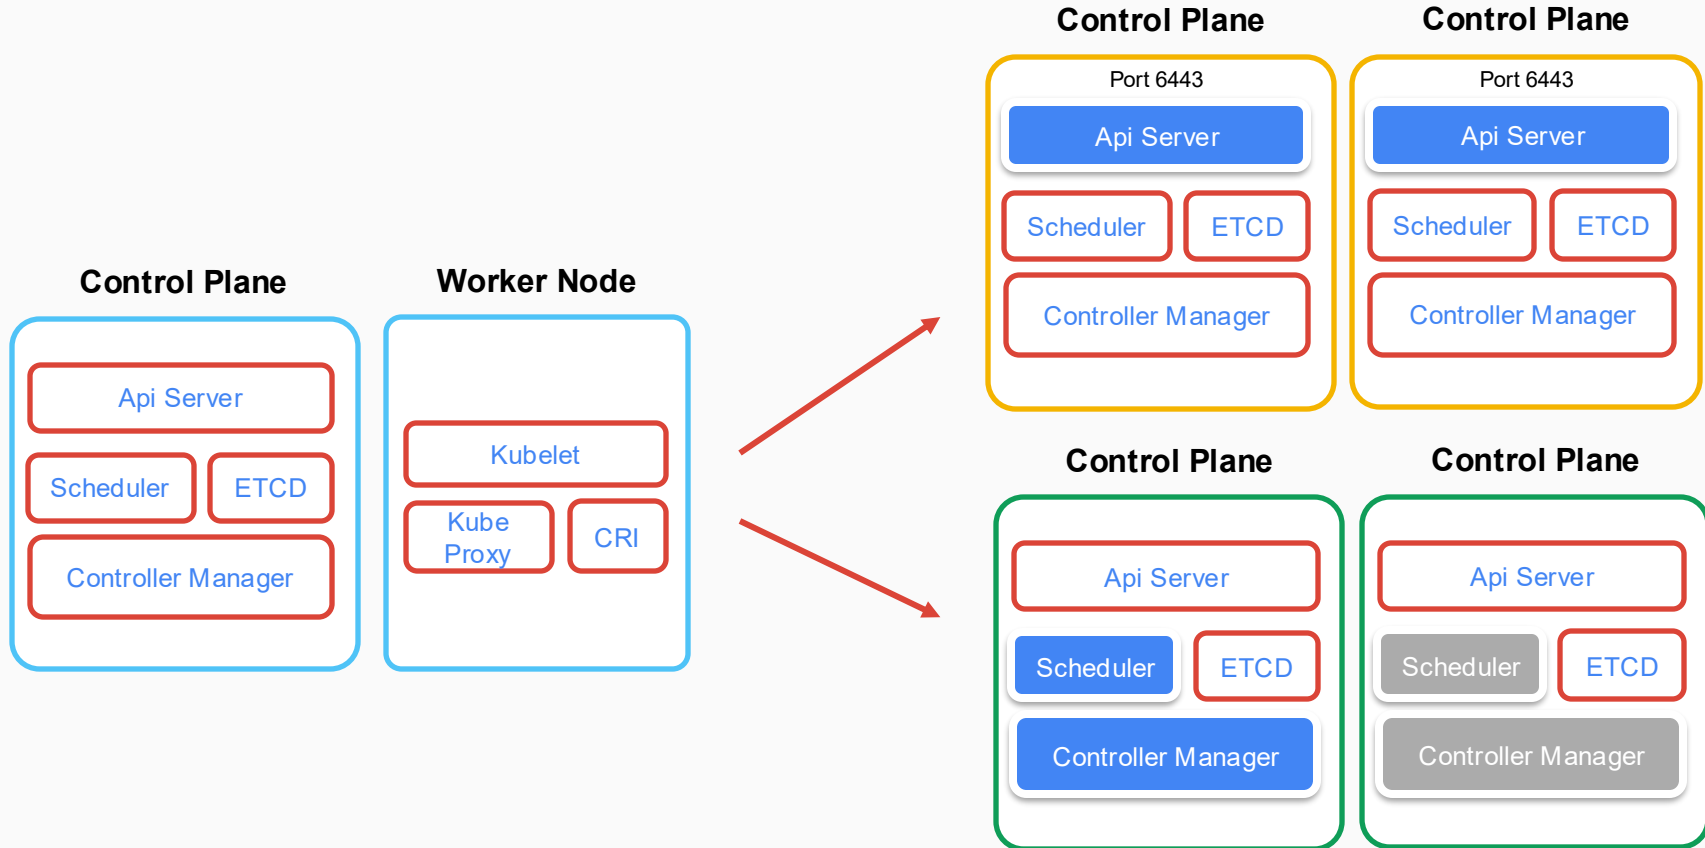 Control Plane
Api Server
Scheduler
ETCD
Controller Manager
Worker Node
Kubelet
Kube
Proxy
CRI
Control Plane
Port 6443
Api Server
Scheduler
ETCD
Controller Manager
Control Plane
Port 6443
Api Server
Scheduler
ETCD
Controller Manager
Control Plane
Api Server
Scheduler
ETCD
Controller Manager
Control Plane
Api Server
Scheduler
ETCD
Controller Manager